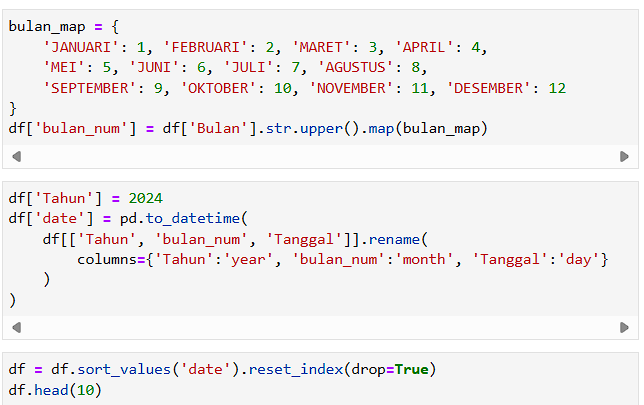 bulan_map = {
    'JANUARI': 1, 'FEBRUARI': 2, 'MARET': 3, 'APRIL': 4,
    'MEI': 5, 'JUNI': 6, 'JULI': 7, 'AGUSTUS': 8,
    'SEPTEMBER': 9, 'OKTOBER': 10, 'NOVEMBER': 11, 'DESEMBER': 12
}
df['bulan_num'] = df['Bulan'].str.upper().map(bulan_map)
df['Tahun'] = 2024
df['date'] = pd.to_datetime(
    df[['Tahun', 'bulan_num', 'Tanggal']].rename(
        columns={'Tahun':'year', 'bulan_num':'month', 'Tanggal':'day'}
    )
)
df = df.sort_values('date').reset_index(drop=True)
df.head(10)